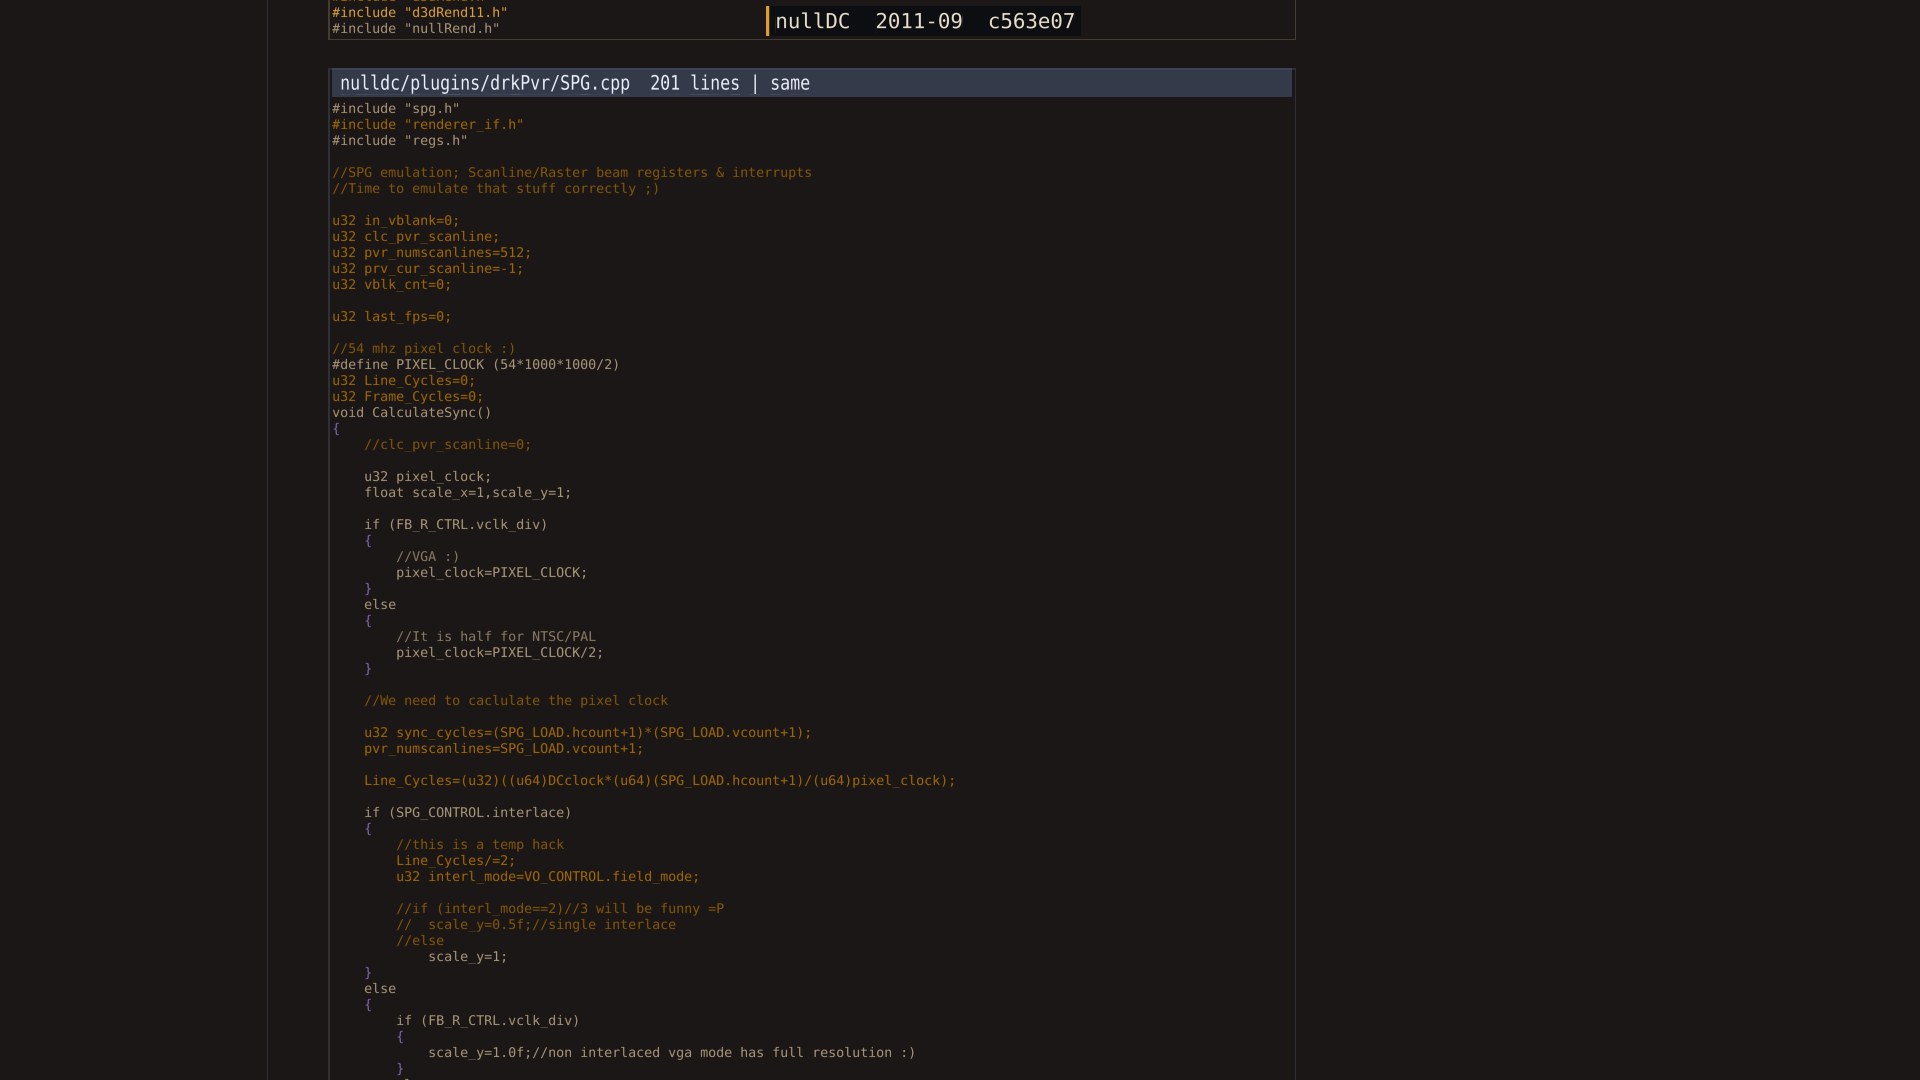 #include "d3dRend11.h"
#include "nullRend.h"
nullDC  2011-09  c563e07
nulldc/plugins/drkPvr/SPG.cpp  201 lines | same
#include "spg.h"
#include "renderer_if.h"
#include "regs.h"
//SPG emulation; Scanline/Raster beam registers & interrupts
//Time to emulate that stuff correctly ;)
u32 in_vblank=0;
u32 clc_pvr_scanline;
u32 pvr_numscanlines=512;
u32 prv_cur_scanline=-1;
u32 vblk_cnt=0;
u32 last_fps=0;
//54 mhz pixel clock :)
#define PIXEL_CLOCK (54*1000*1000/2)
u32 Line_Cycles=0;
u32 Frame_Cycles=0;
void CalculateSync()
{
    //clc_pvr_scanline=0;
    u32 pixel_clock;
    float scale_x=1,scale_y=1;
    if (FB_R_CTRL.vclk_div)
    {
        //VGA :)
        pixel_clock=PIXEL_CLOCK;
    }
    else
    {
        //It is half for NTSC/PAL
        pixel_clock=PIXEL_CLOCK/2;
    }
    //We need to caclulate the pixel clock
    u32 sync_cycles=(SPG_LOAD.hcount+1)*(SPG_LOAD.vcount+1);
    pvr_numscanlines=SPG_LOAD.vcount+1;
    Line_Cycles=(u32)((u64)DCclock*(u64)(SPG_LOAD.hcount+1)/(u64)pixel_clock);
    if (SPG_CONTROL.interlace)
    {
        //this is a temp hack
        Line_Cycles/=2;
        u32 interl_mode=VO_CONTROL.field_mode;
        //if (interl_mode==2)//3 will be funny =P
        //  scale_y=0.5f;//single interlace
        //else
            scale_y=1;
    }
    else
    {
        if (FB_R_CTRL.vclk_div)
        {
            scale_y=1.0f;//non interlaced vga mode has full resolution :)
        }